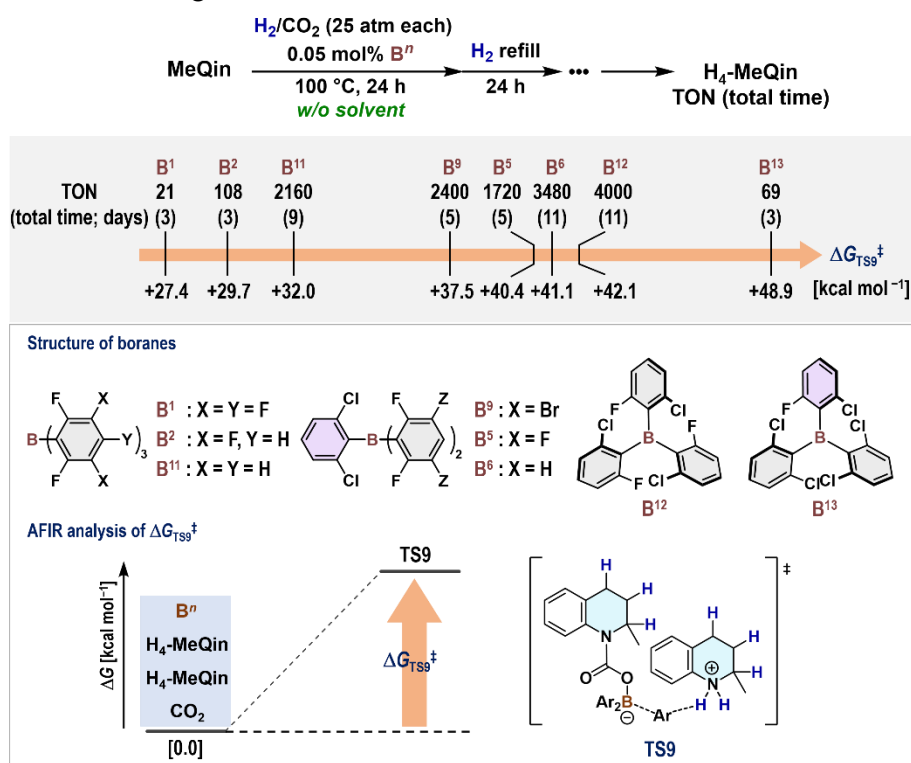 H2/CO2 (25 atm each)
0.05 mol% Bⁿ
MeQin
100 °C, 24 h
w/o solvent
H2 refill
24 h
•••
H4-MeQin
TON (total time)
B¹ B² B¹¹ B⁹ B⁵ B⁶ B¹² B¹³
TON 21 108 2160 2400 1720 3480 4000 69
(total time; days) (3) (3) (9) (5) (5) (11) (11) (3)
ΔG_TS9‡
+27.4 +29.7 +32.0 +37.5 +40.4 +41.1 +42.1 +48.9 [kcal mol⁻¹]
Structure of boranes
B F X Y F X 3
B¹ : X = Y = F
B² : X = F, Y = H
B¹¹ : X = Y = H
Cl Cl B F Z F Z 2
B⁹ : X = Br
B⁵ : X = F
B⁶ : X = H
F Cl Cl B F F Cl
B¹²
F Cl Cl B Cl Cl Cl
B¹³
AFIR analysis of ΔG_TS9‡
ΔG [kcal mol⁻¹]
TS9
Bⁿ
H4-MeQin
H4-MeQin
CO2
[0.0]
ΔG_TS9‡
H H H N O O Ar2B ⊖ Ar H H N ⊕ H H H
‡
TS9